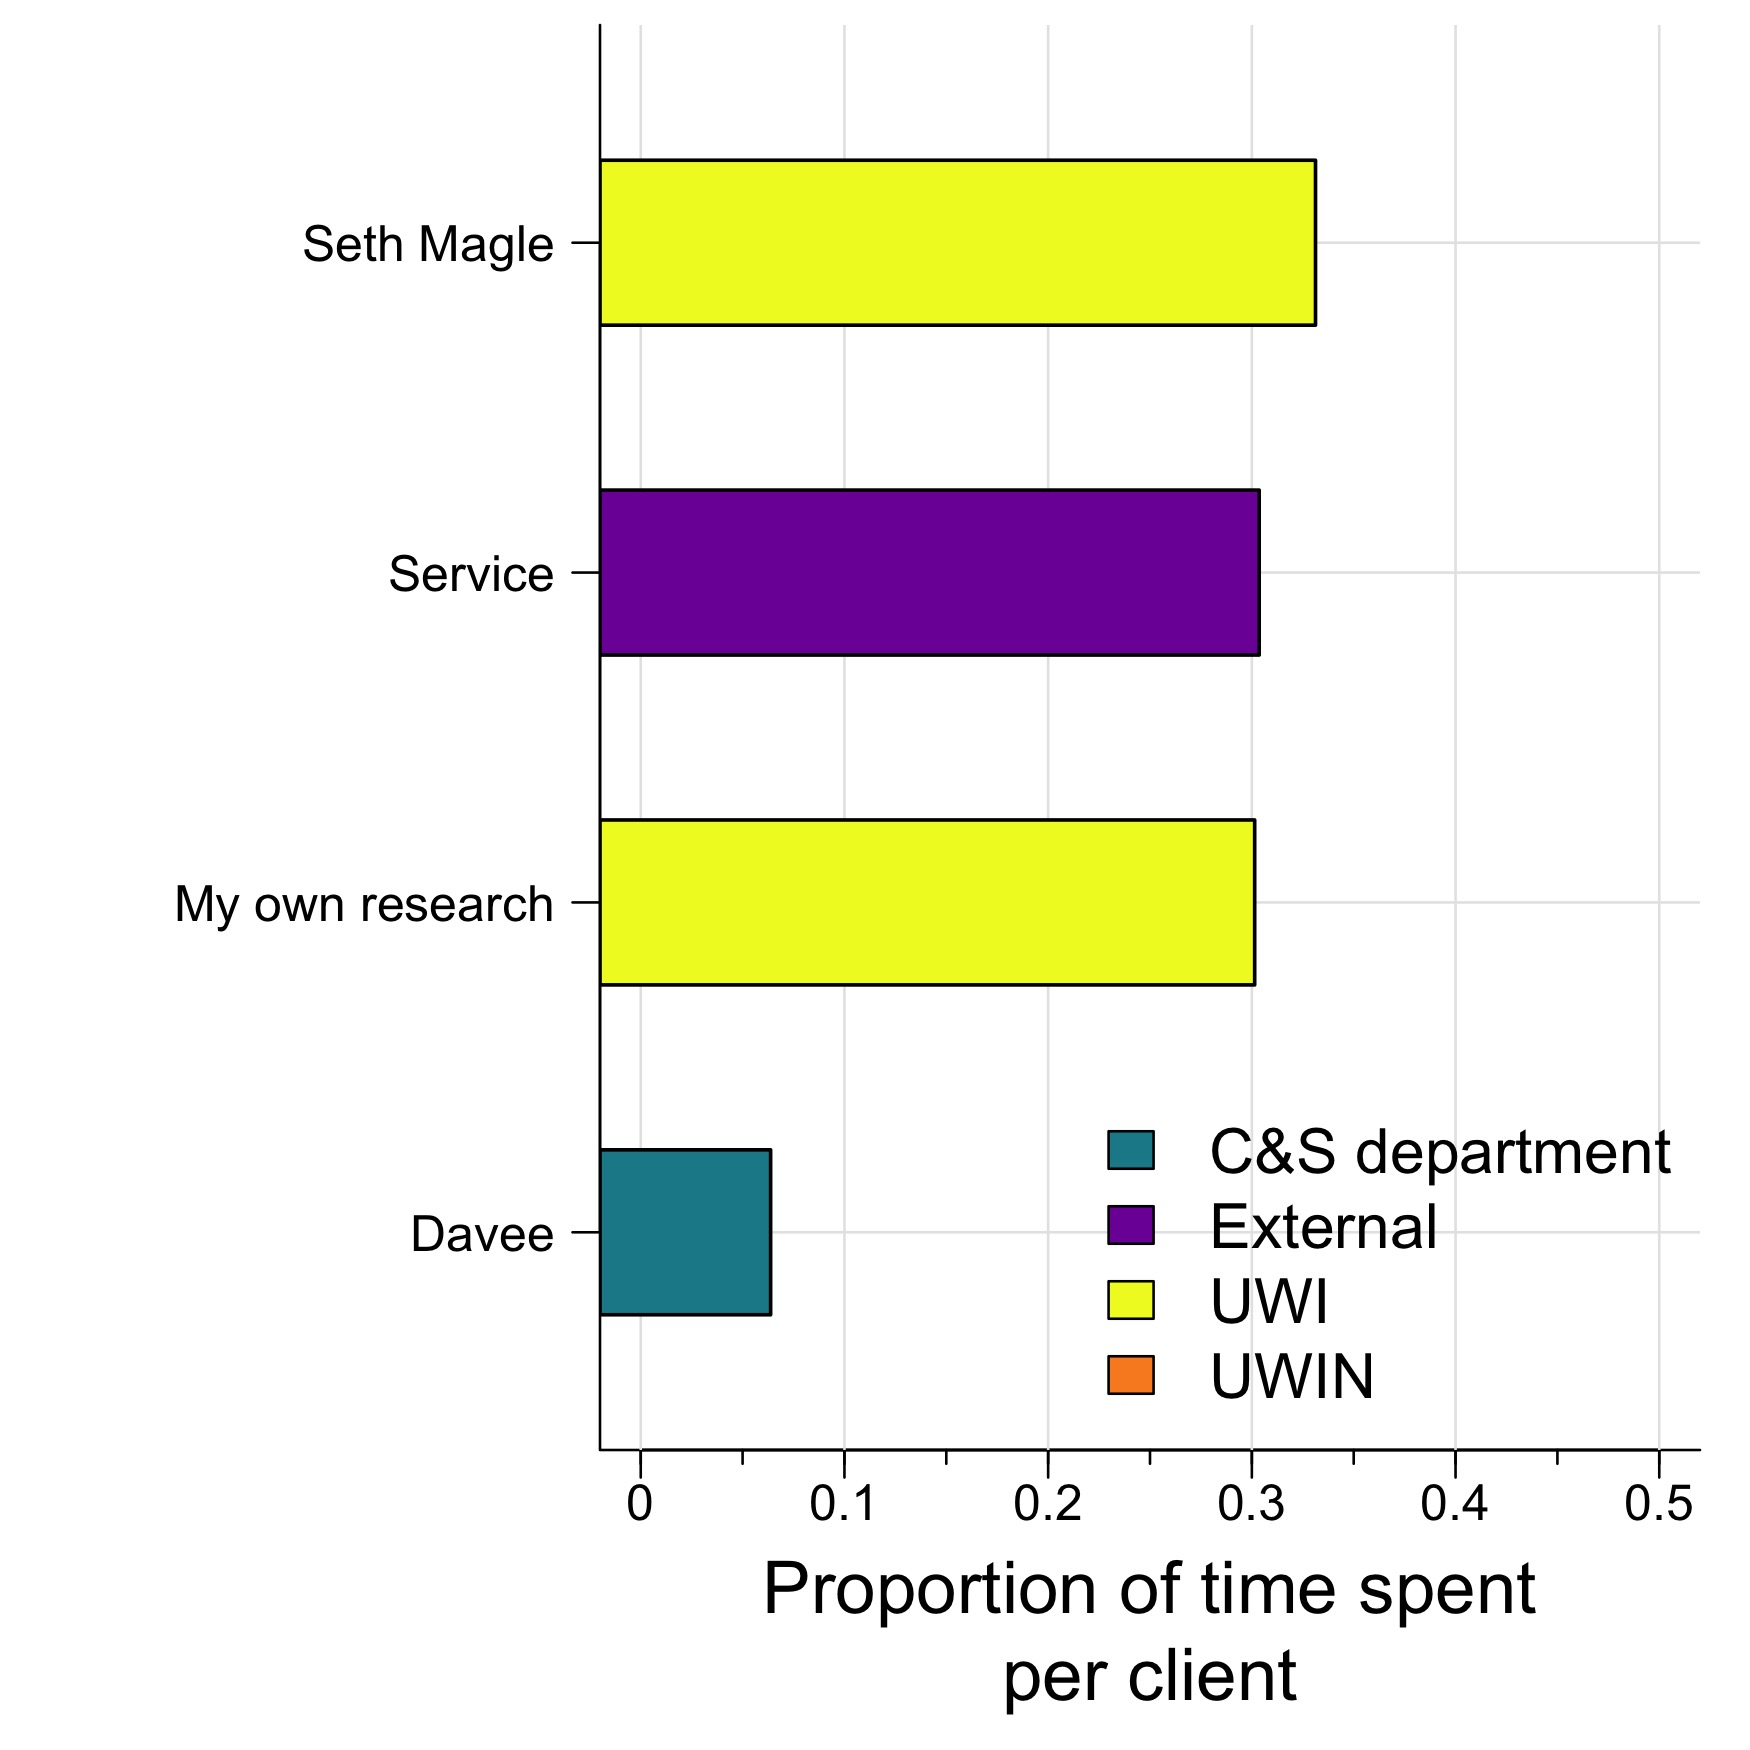 Seth Magle
Service
My own research
Davee
C&S department
External
UWI
UWIN
0 0.1 0.2 0.3 0.4 0.5
Proportion of time spent
per client